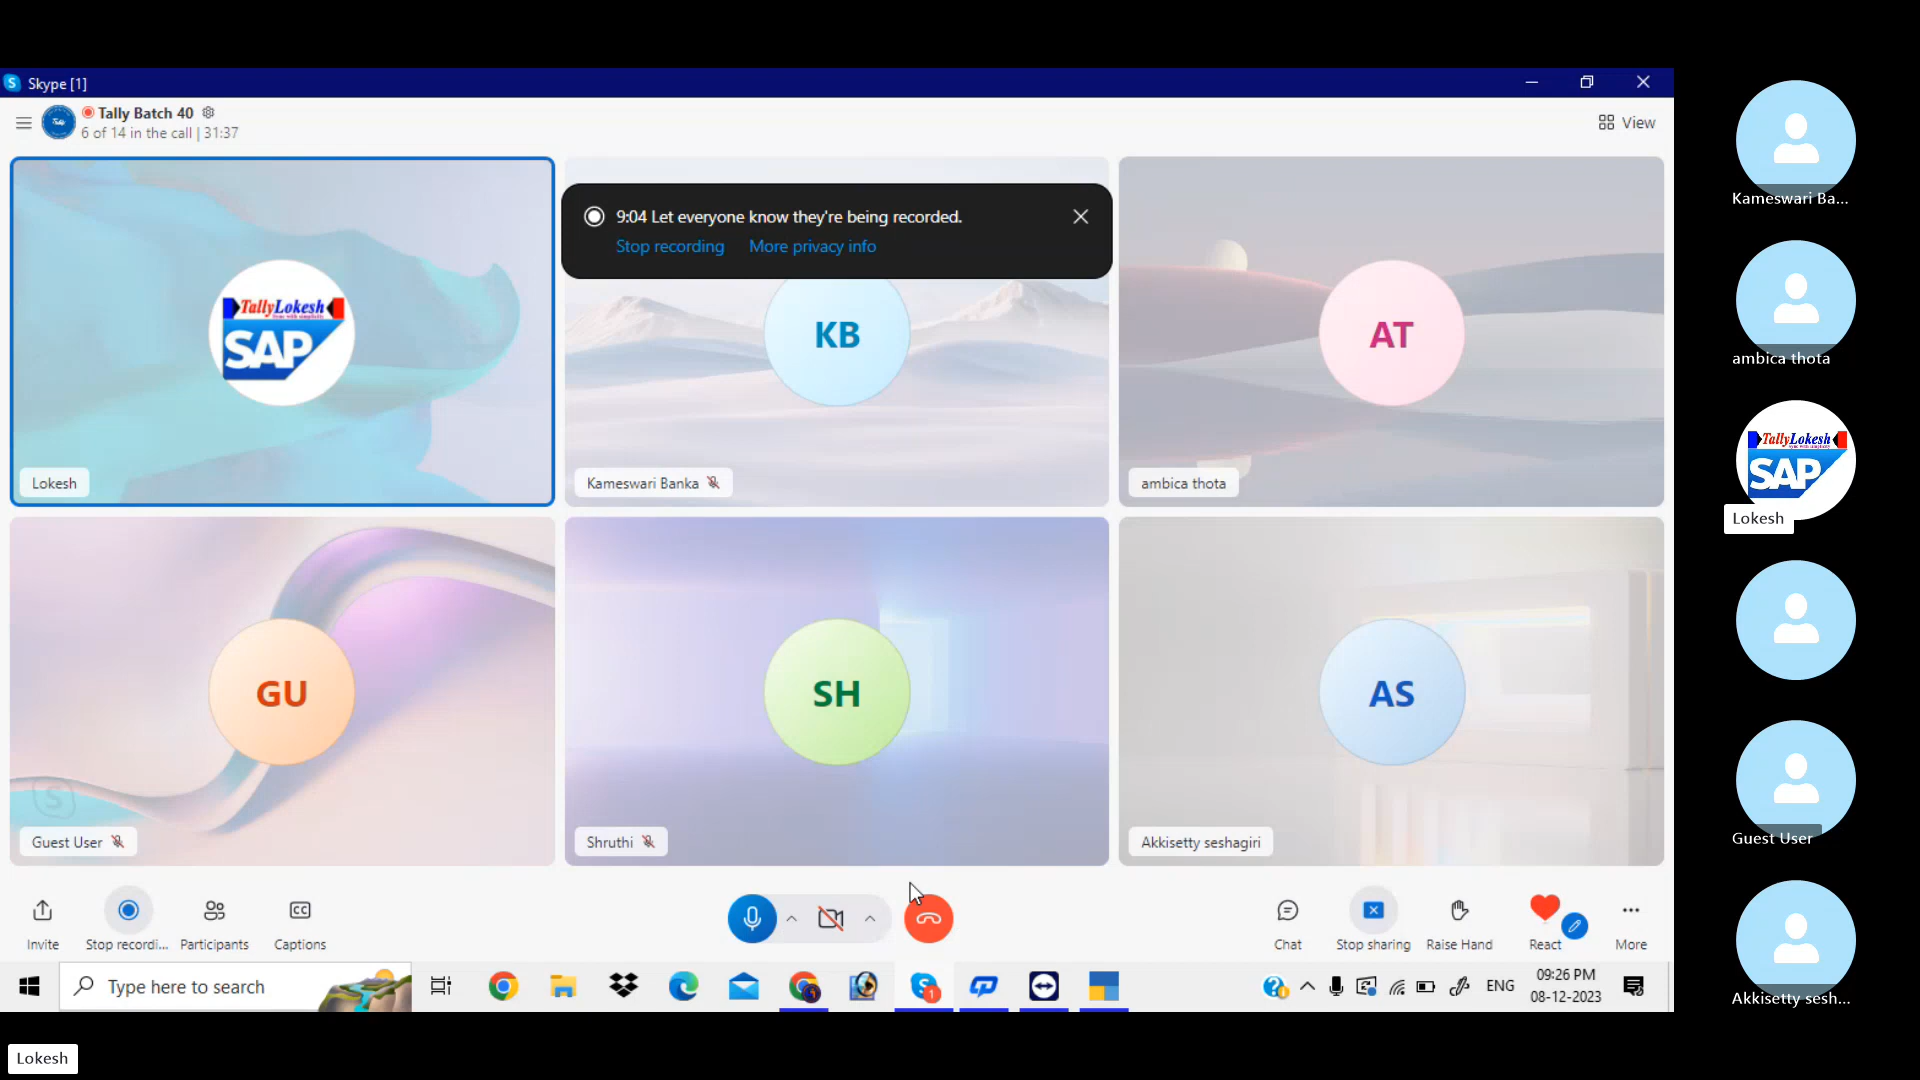 Skype [1]
Tally Batch 40
6 of 14 in the call | 31:37
View
9:04 Let everyone know they're being recorded.
Stop recording More privacy info
TallyLokesh
SAP
KB
AT
Lokesh
Kameswari Banka
ambica thota
GU
SH
AS
Guest User
Shruthi
Akkisetty seshagiri
Invite
Stop recordi...
Participants
CC
Captions
Chat
Stop sharing
Raise Hand
React
More
Type here to search
1
ENG
09:26 PM
08-12-2023
Kameswari Ba...
ambica thota
TallyLokesh
SAP
Lokesh
Guest User
Akkisetty sesh...
Lokesh